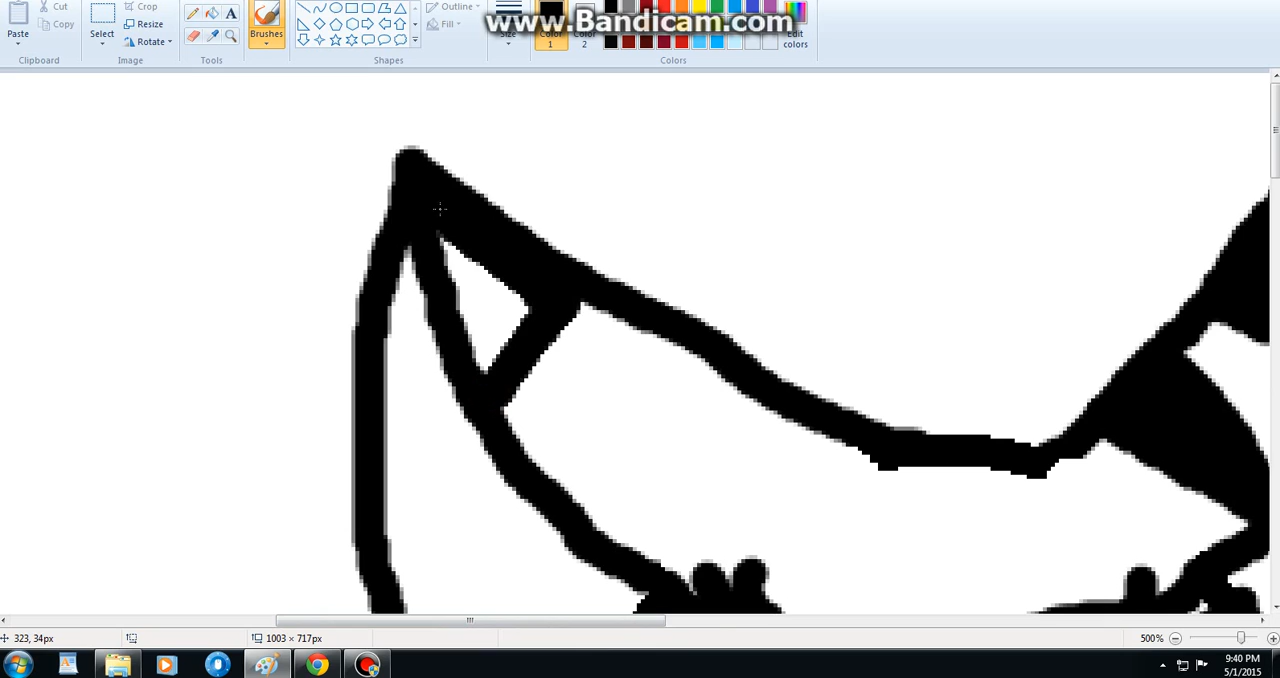 www.Bandicam.com
Cut
Crop
Outline
Paste
Copy
Select
Resize
Rotate
A
Brushes
Fill
Size
Color 1
Color 2
Edit colors
Clipboard
Image
Tools
Shapes
Colors
323, 34px
1003 × 717px
500%
9:40 PM
5/1/2015